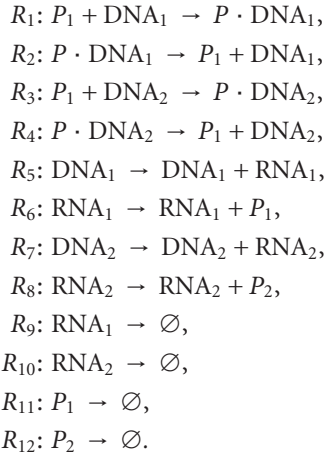 R₁: P₁ + DNA₁ → P · DNA₁,
R₂: P · DNA₁ → P₁ + DNA₁,
R₃: P₁ + DNA₂ → P · DNA₂,
R₄: P · DNA₂ → P₁ + DNA₂,
R₅: DNA₁ → DNA₁ + RNA₁,
R₆: RNA₁ → RNA₁ + P₁,
R₇: DNA₂ → DNA₂ + RNA₂,
R₈: RNA₂ → RNA₂ + P₂,
R₉: RNA₁ → ∅,
R₁₀: RNA₂ → ∅,
R₁₁: P₁ → ∅,
R₁₂: P₂ → ∅.